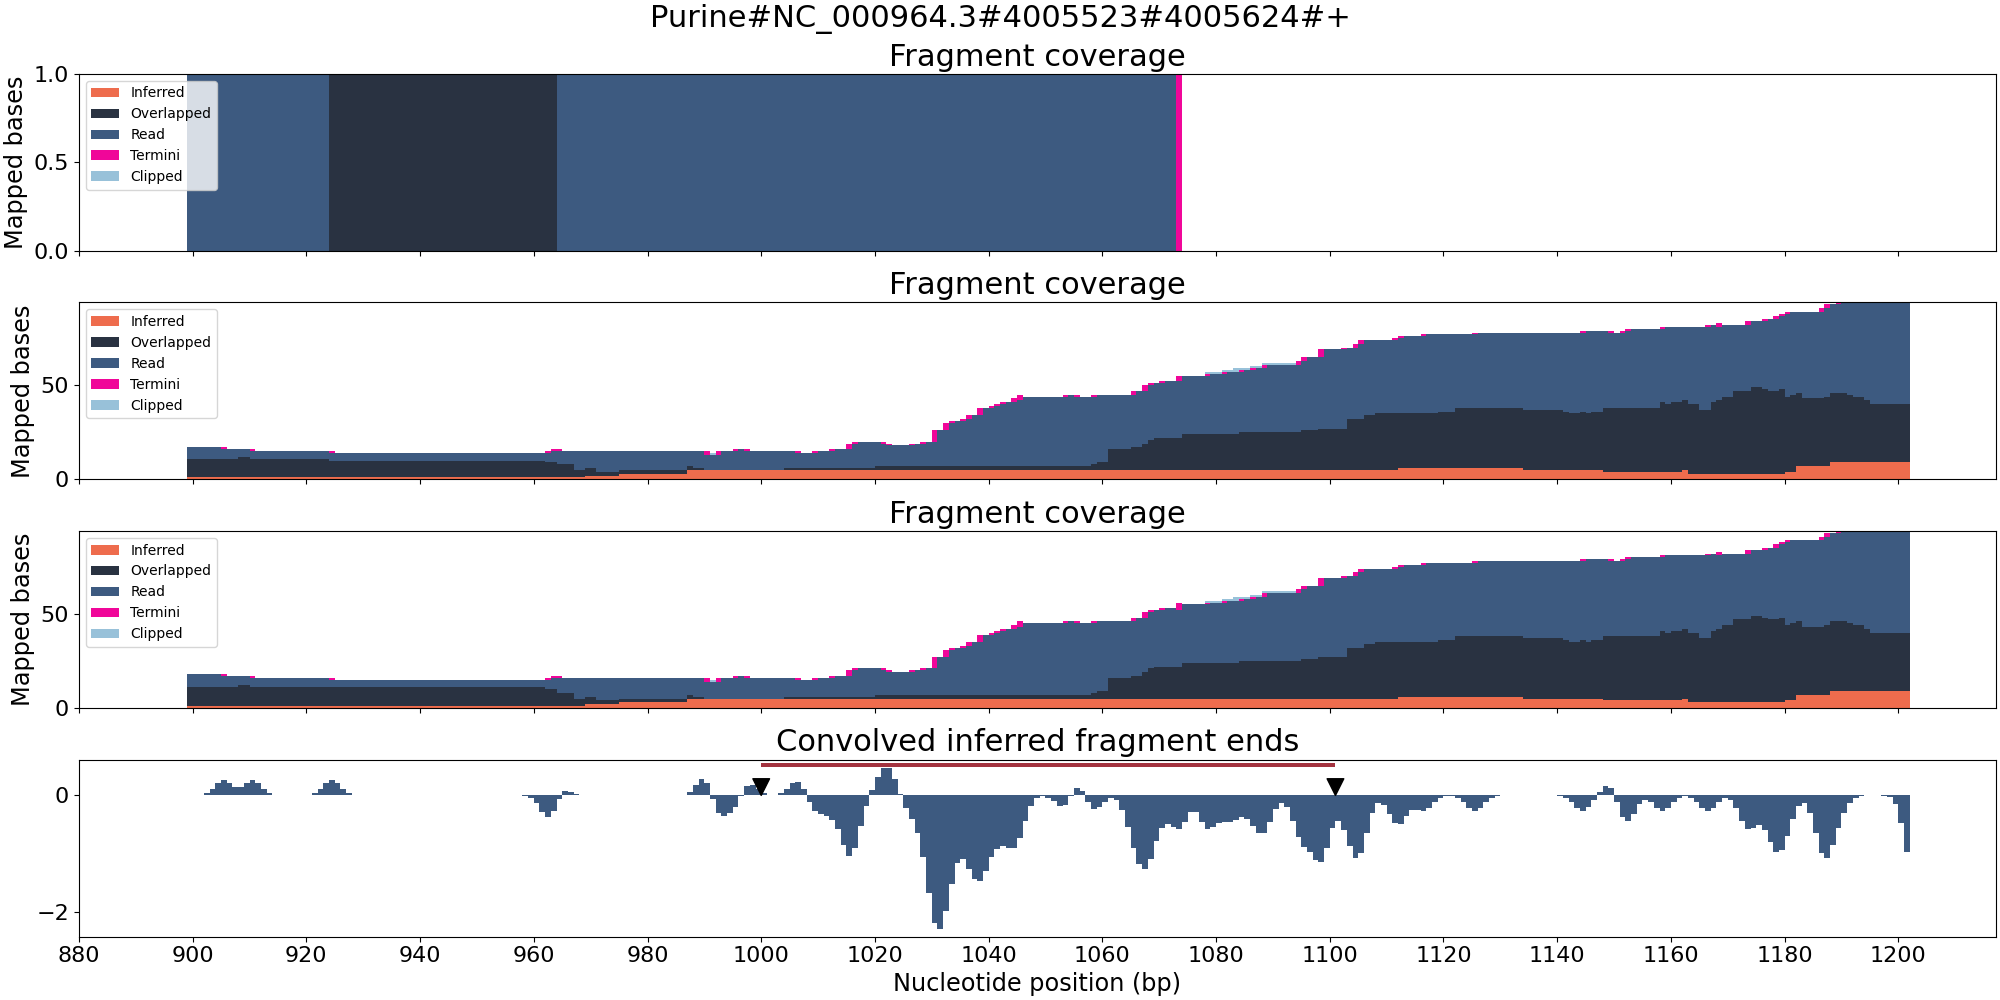 Purine#NC_000964.3#4005523#4005624#+
Fragment coverage
Mapped bases
1.0
0.5
0.0
Inferred
Overlapped
Read
Termini
Clipped
Fragment coverage
Mapped bases
50
0
Inferred
Overlapped
Read
Termini
Clipped
Fragment coverage
Mapped bases
50
0
Inferred
Overlapped
Read
Termini
Clipped
Convolved inferred fragment ends
0
−2
880 900 920 940 960 980 1000 1020 1040 1060 1080 1100 1120 1140 1160 1180 1200
Nucleotide position (bp)